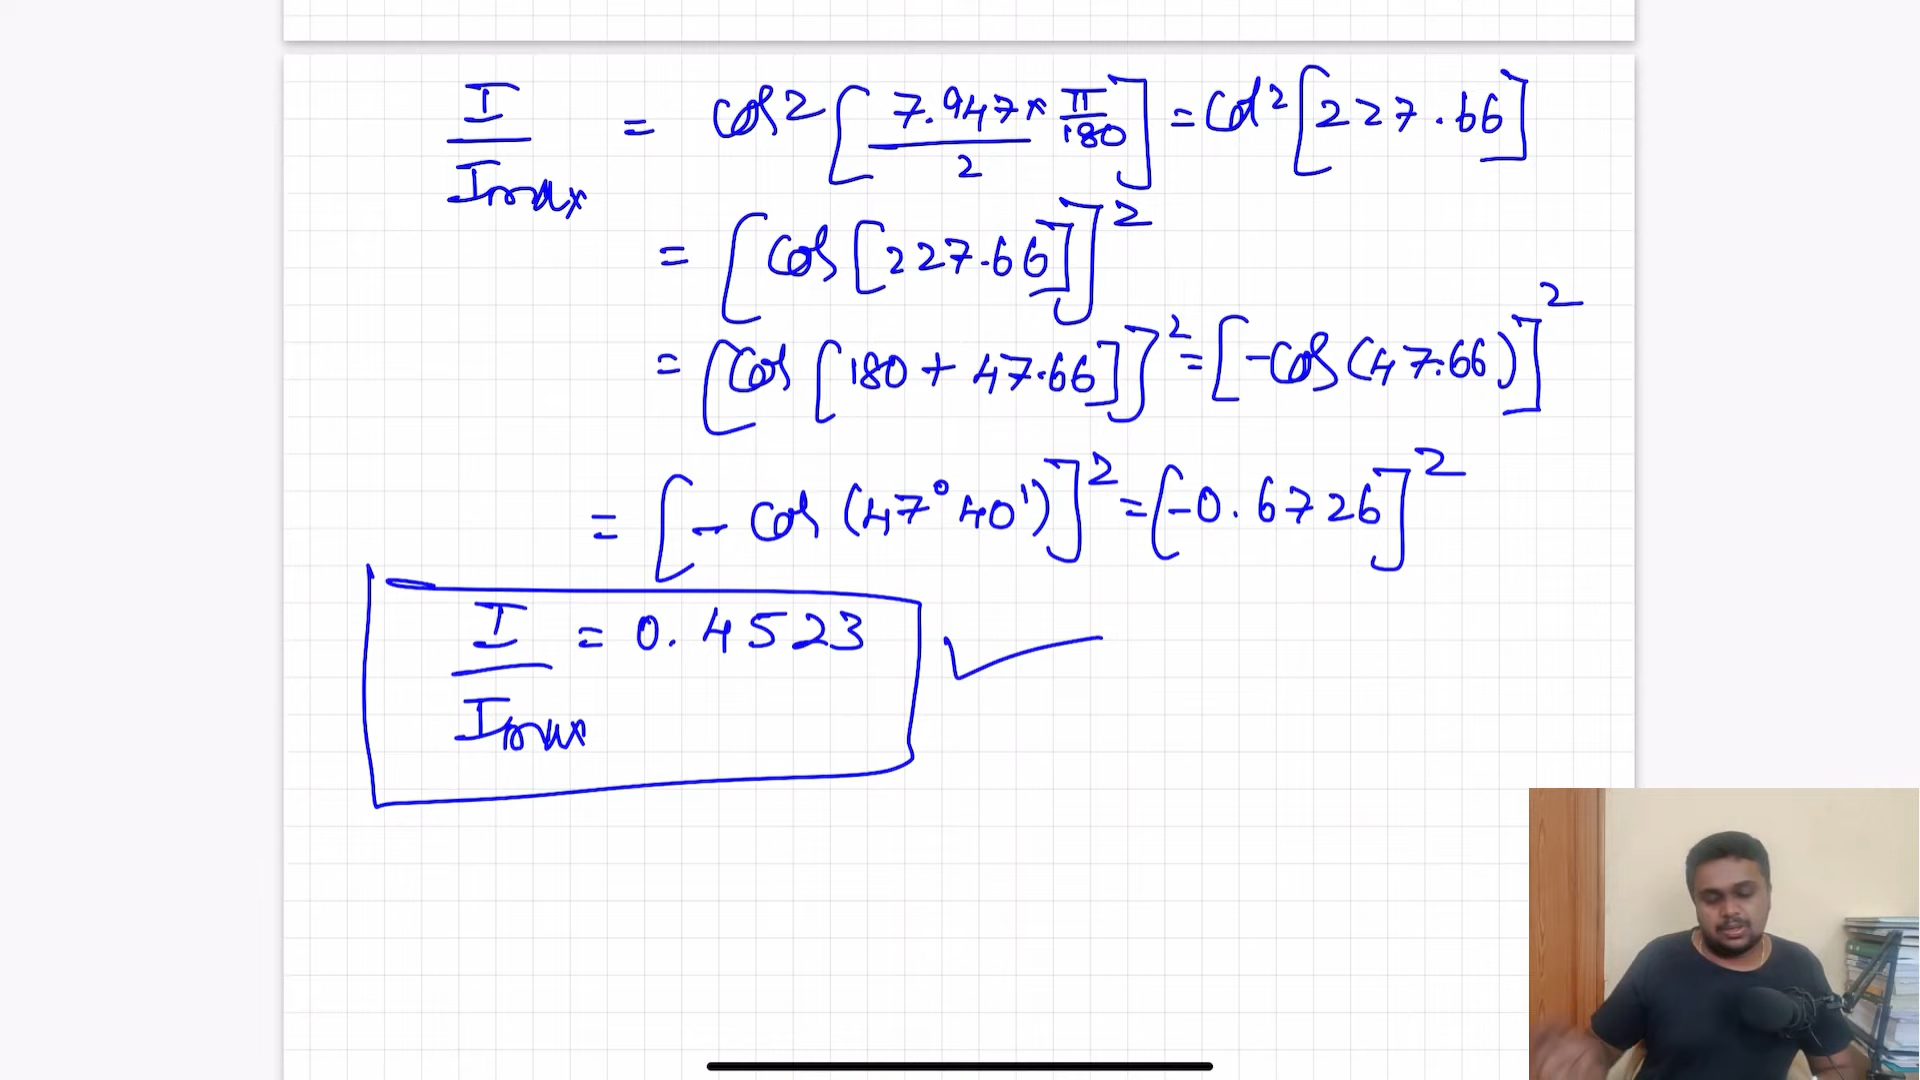 I/Imax = cos2 [7.947 × π/180 / 2] = cos² [227.66]
= [cos [227.66]]²
= [cos [180 + 47.66]]² = [-cos (47.66)]²
= [- cos (47°40')]² = [-0.6726]²
I/Imax = 0.4523